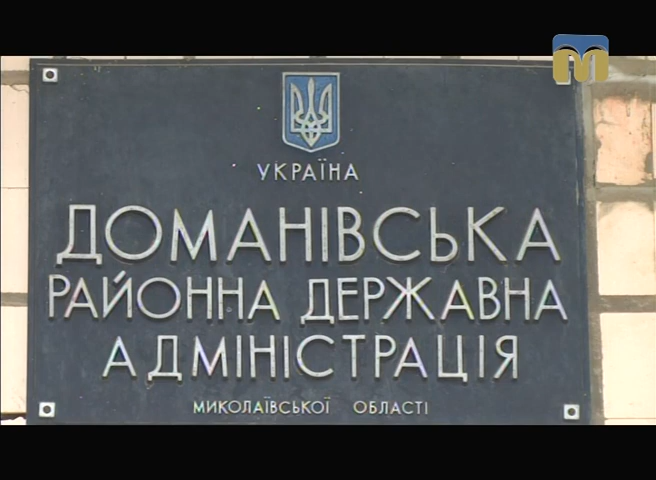 УКРАЇНА
ДОМАНІВСЬКА
РАЙОННА ДЕРЖАВНА
АДМІНІСТРАЦІЯ
МИКОЛАЇВСЬКОЇ ОБЛАСТІ